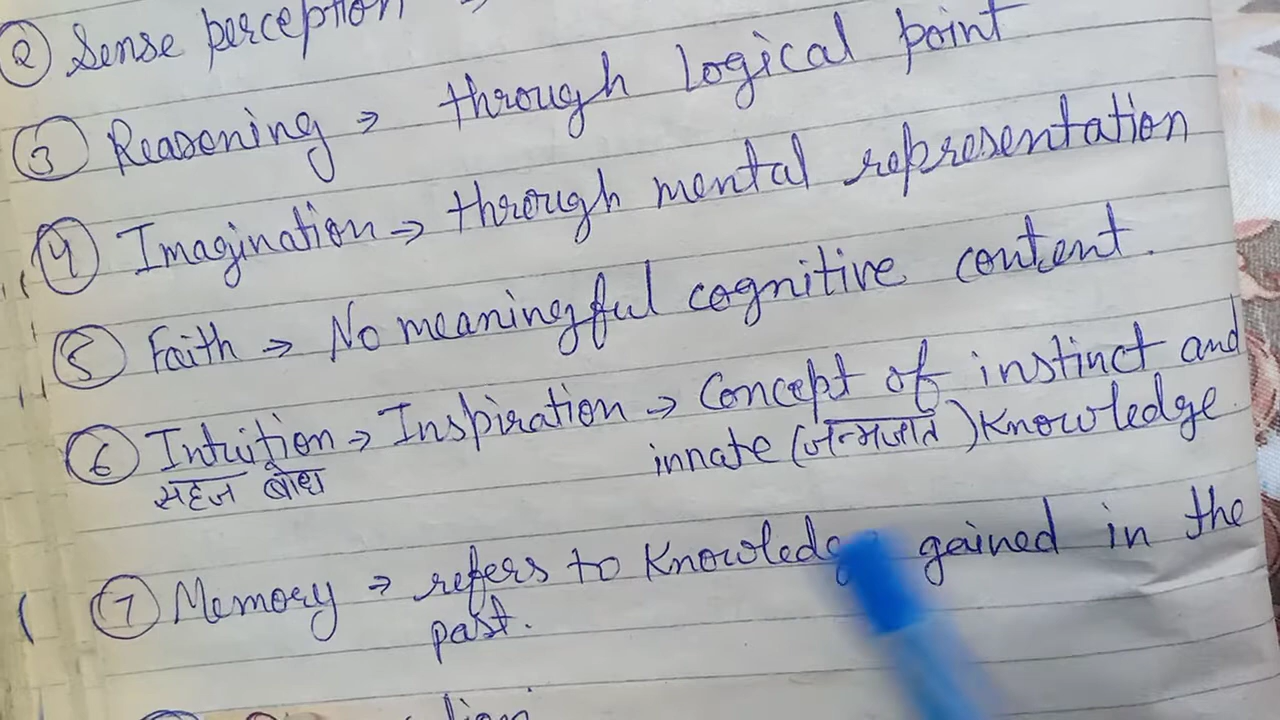 ② Sense perception
③ Reasoning → through logical point
④ Imagination → through mental representation
⑤ Faith → No meaningful cognitive content.
⑥ Intuition → Inspiration → Concept of instinct and
सहज बोध innate (जन्मजात) Knowledge.
⑦ Memory → refers to Knowledge gained in the
past.